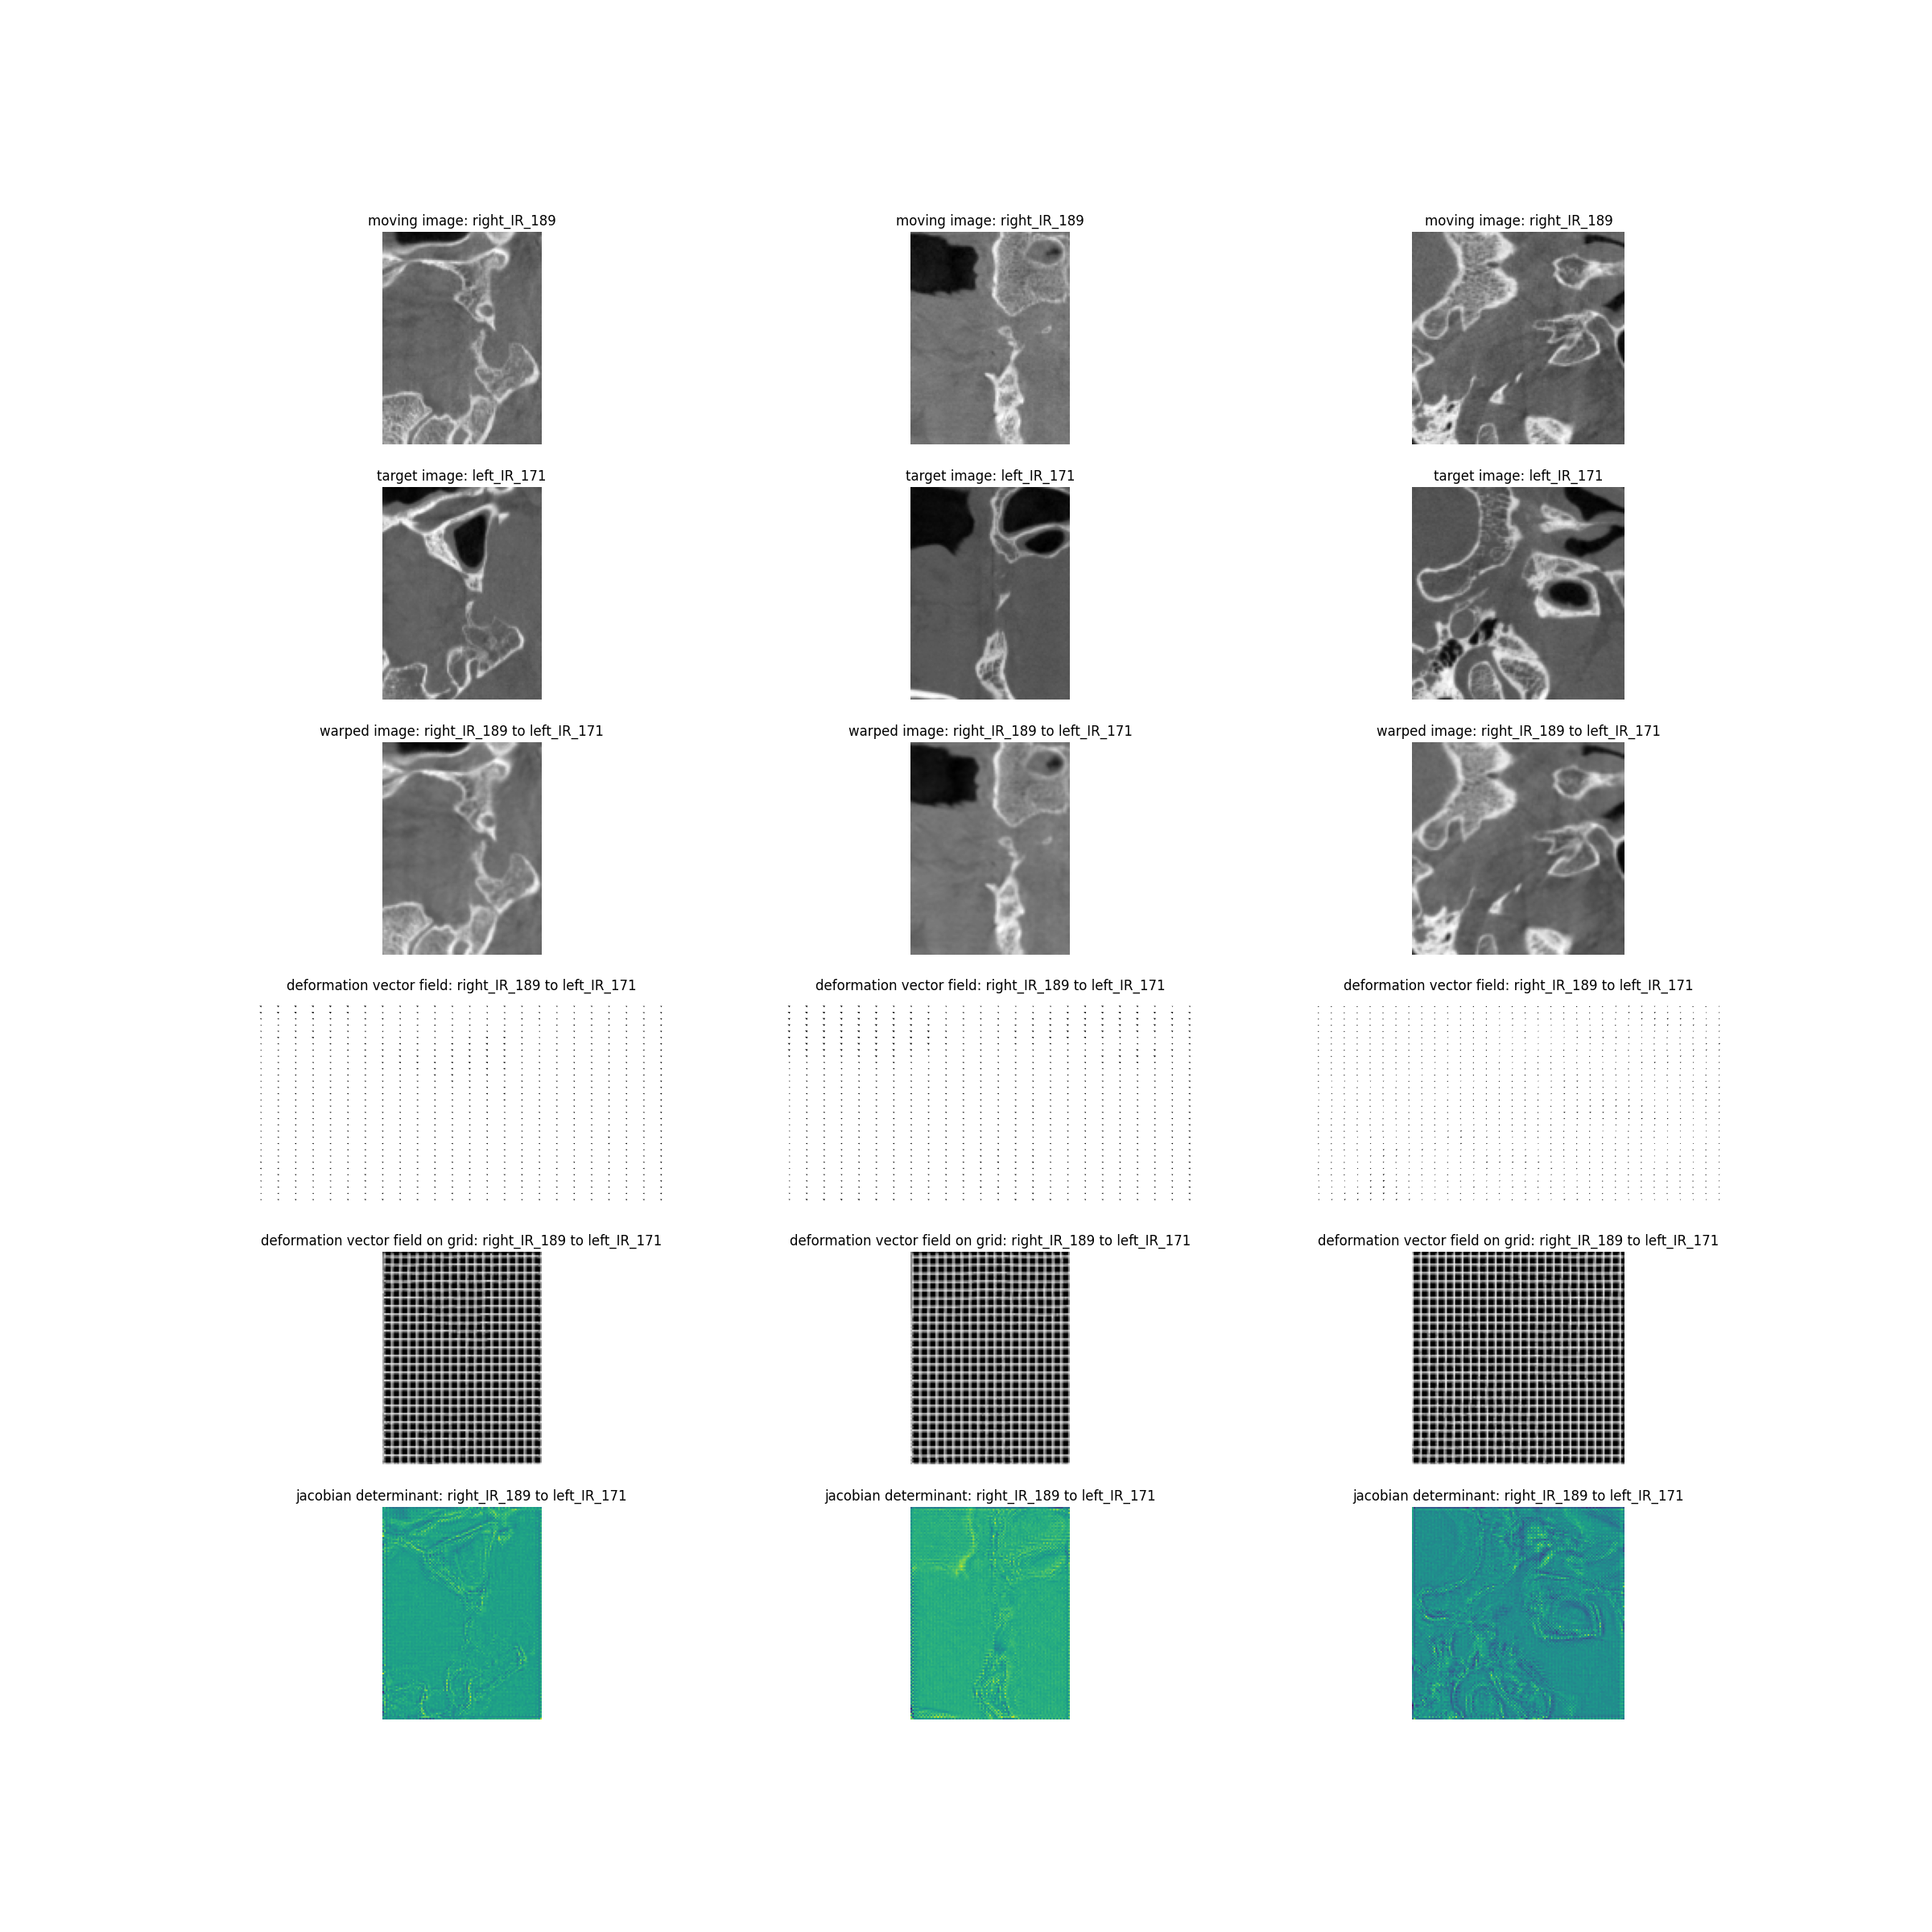 moving image: right_IR_189
moving image: right_IR_189
moving image: right_IR_189
target image: left_IR_171
target image: left_IR_171
target image: left_IR_171
warped image: right_IR_189 to left_IR_171
warped image: right_IR_189 to left_IR_171
warped image: right_IR_189 to left_IR_171
deformation vector field: right_IR_189 to left_IR_171
deformation vector field: right_IR_189 to left_IR_171
deformation vector field: right_IR_189 to left_IR_171
deformation vector field on grid: right_IR_189 to left_IR_171
deformation vector field on grid: right_IR_189 to left_IR_171
deformation vector field on grid: right_IR_189 to left_IR_171
jacobian determinant: right_IR_189 to left_IR_171
jacobian determinant: right_IR_189 to left_IR_171
jacobian determinant: right_IR_189 to left_IR_171